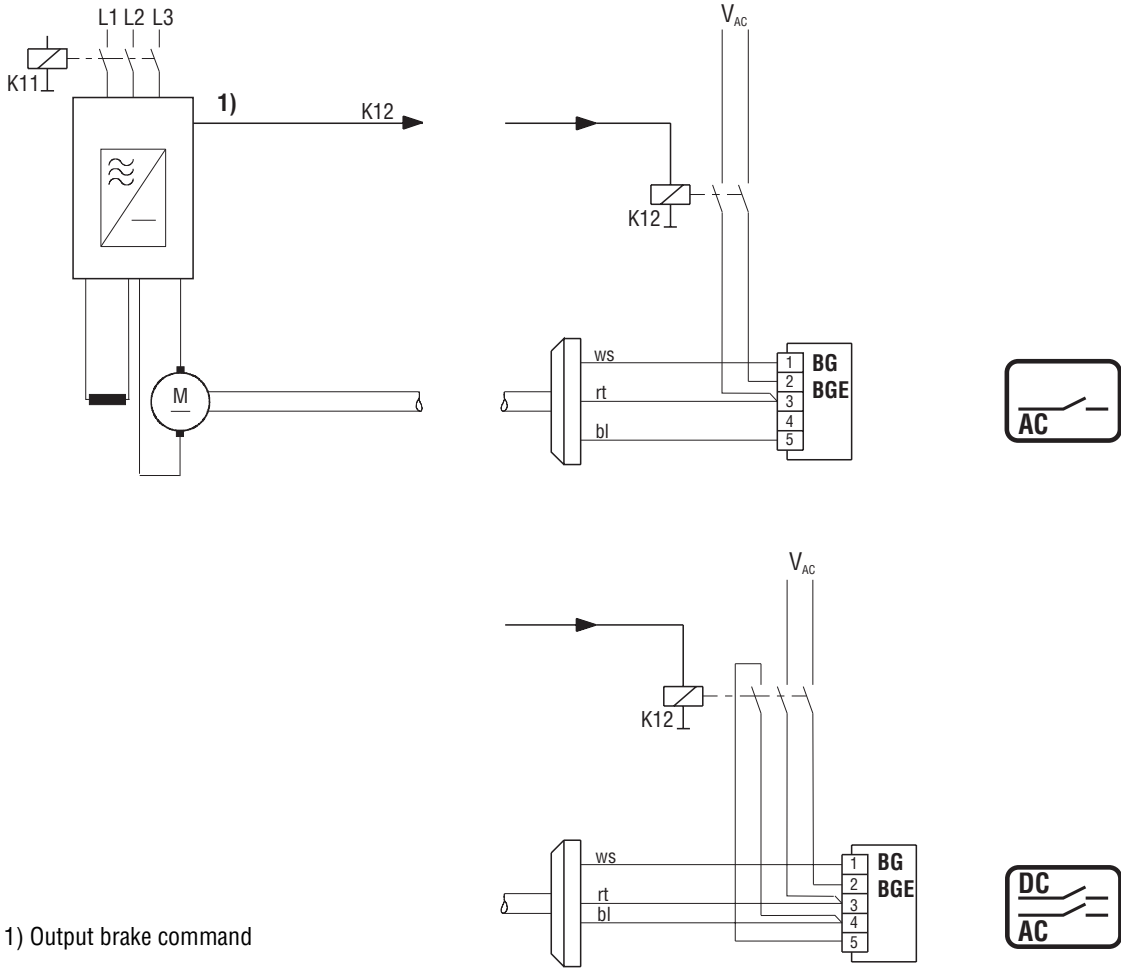 L1 L2 L3
K11
1)
K12
V_AC
K12
ws
rt
bl
1
2
3
4
5
BG
BGE
AC
M
V_AC
K12
ws
rt
bl
1
2
3
4
5
BG
BGE
DC
AC
1) Output brake command